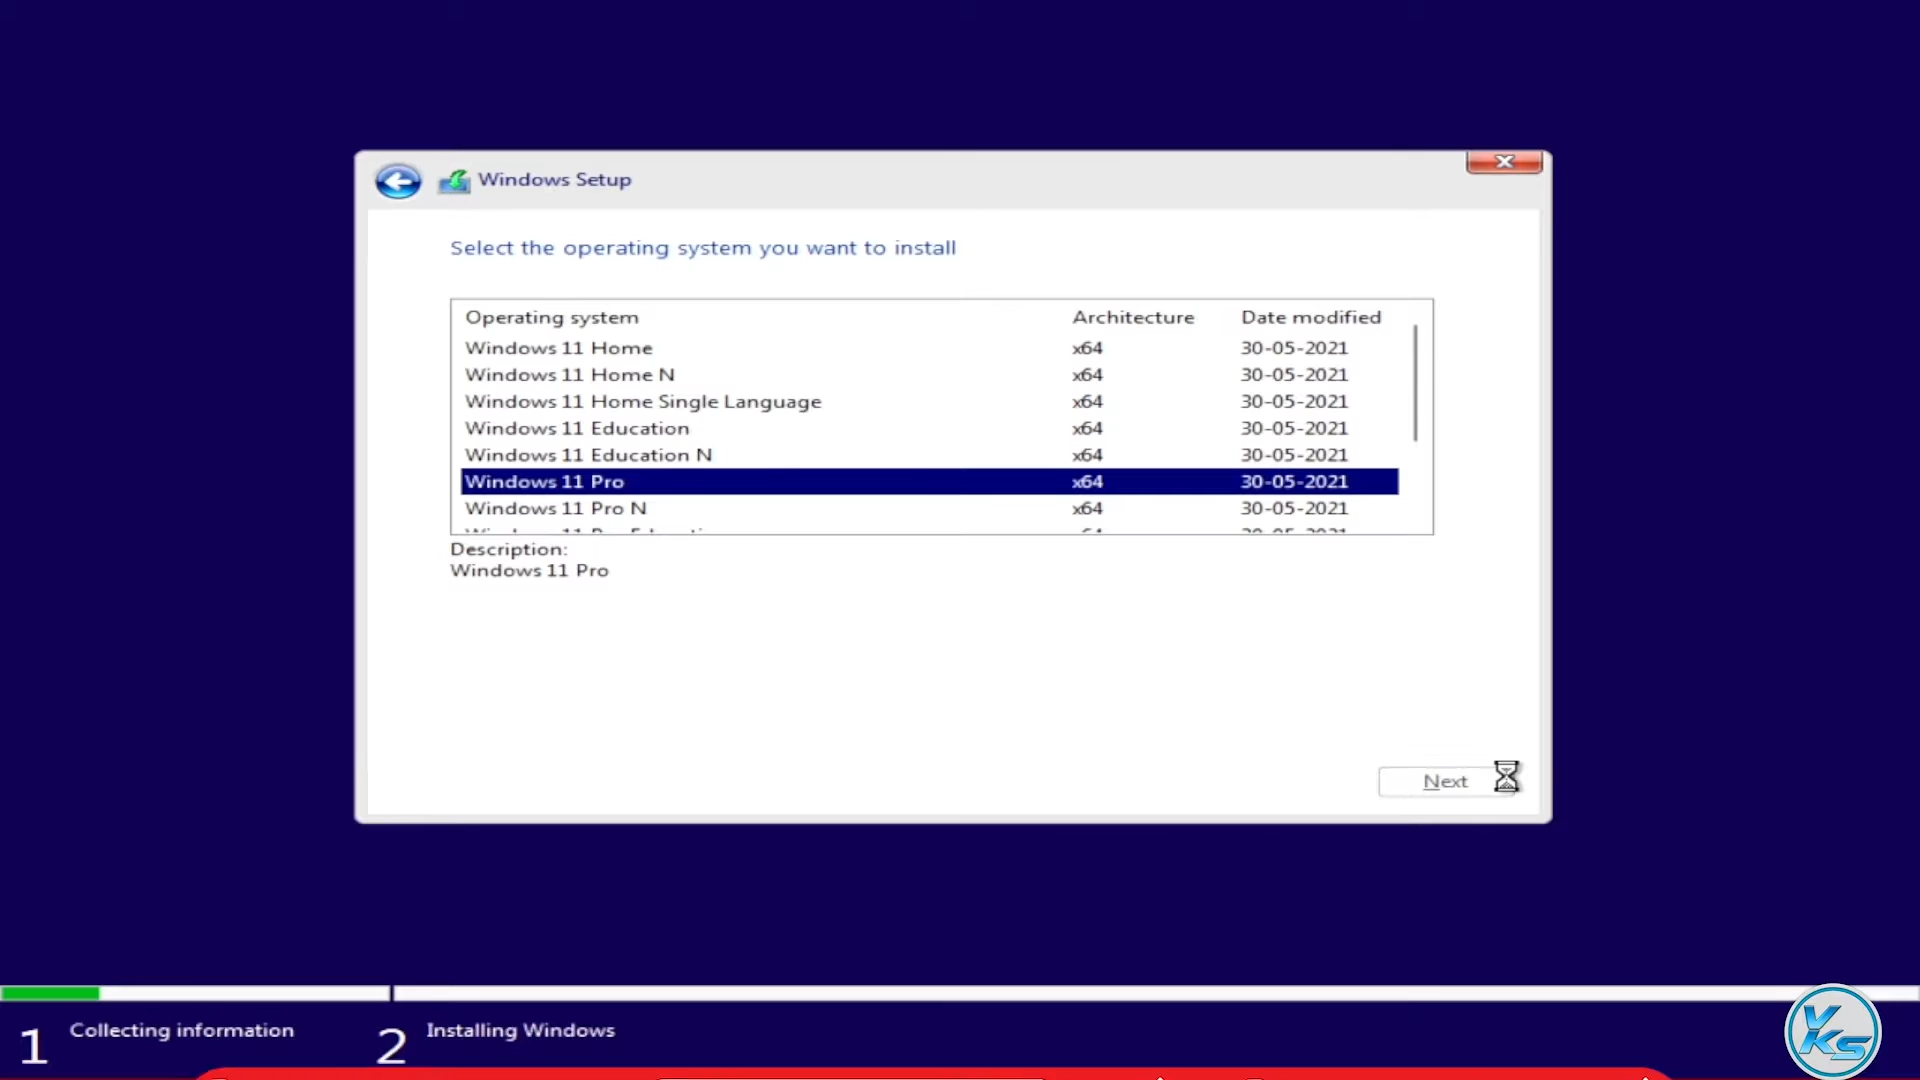 Windows Setup
Select the operating system you want to install
Operating system Architecture Date modified
Windows 11 Home x64 30-05-2021
Windows 11 Home N x64 30-05-2021
Windows 11 Home Single Language x64 30-05-2021
Windows 11 Education x64 30-05-2021
Windows 11 Education N x64 30-05-2021
Windows 11 Pro x64 30-05-2021
Windows 11 Pro N x64 30-05-2021
Description:
Windows 11 Pro
Next
1 Collecting information 2 Installing Windows
VKS